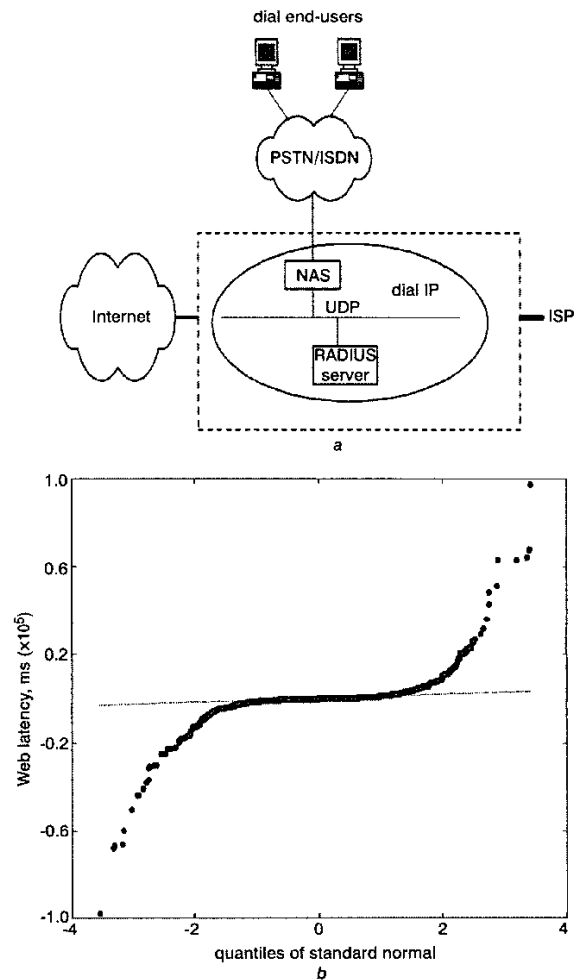 dial end-users
PSTN/ISDN
NAS
dial IP
Internet
UDP
ISP
RADIUS
server
a
1.0
0.6
0.2
-0.2
-0.6
-1.0
Web latency, ms (×10⁵)
-4
-2
0
2
4
quantiles of standard normal
b